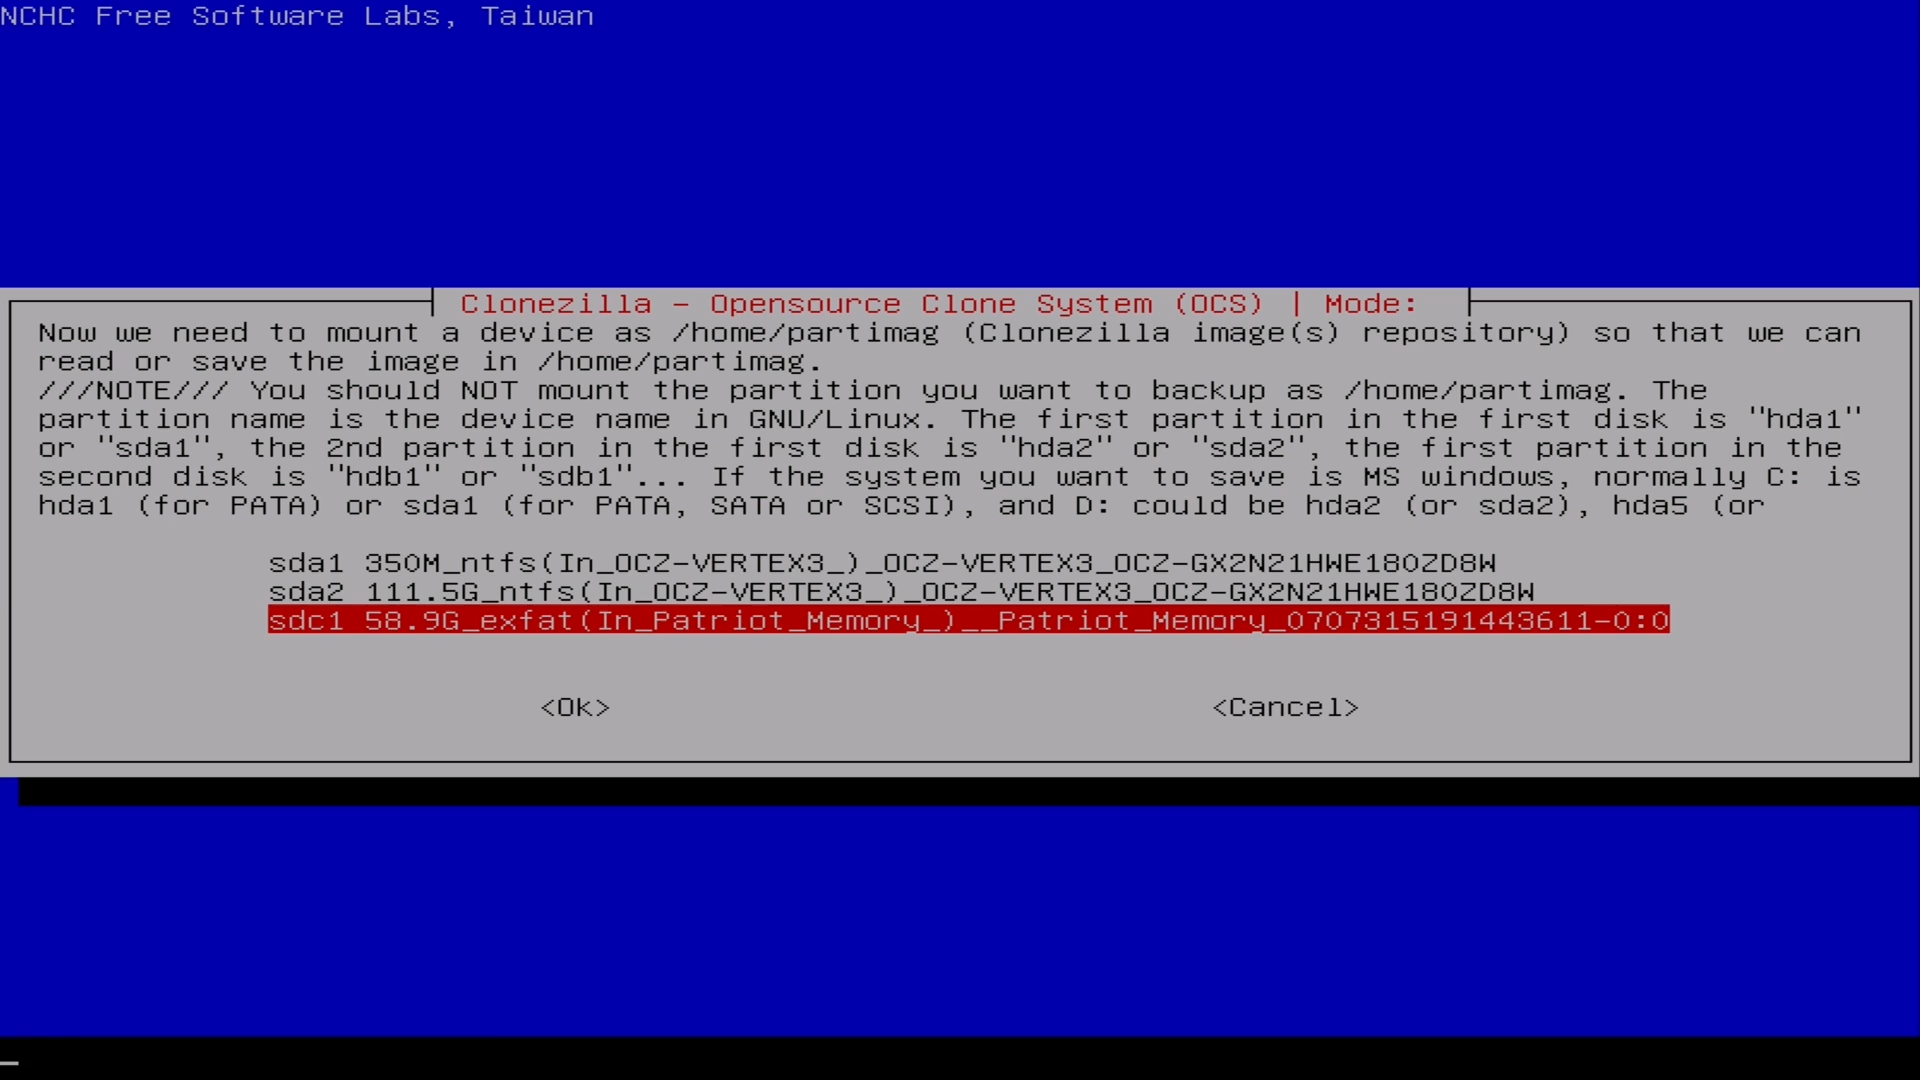 NCHC Free Software Labs, Taiwan
Clonezilla - Opensource Clone System (OCS) | Mode:
Now we need to mount a device as /home/partimag (Clonezilla image(s) repository) so that we can
read or save the image in /home/partimag.
///NOTE/// You should NOT mount the partition you want to backup as /home/partimag. The
partition name is the device name in GNU/Linux. The first partition in the first disk is "hda1"
or "sda1", the 2nd partition in the first disk is "hda2" or "sda2", the first partition in the
second disk is "hdb1" or "sdb1"... If the system you want to save is MS windows, normally C: is
hda1 (for PATA) or sda1 (for PATA, SATA or SCSI), and D: could be hda2 (or sda2), hda5 (or
sda1 350M_ntfs(In_OCZ-VERTEX3_)_OCZ-VERTEX3_OCZ-GX2N21HWE180ZD8W
sda2 111.5G_ntfs(In_OCZ-VERTEX3_)_OCZ-VERTEX3_OCZ-GX2N21HWE180ZD8W
sdc1 58.9G_exfat(In_Patriot_Memory_)__Patriot_Memory_0707315191443611-0:0
<Ok> <Cancel>